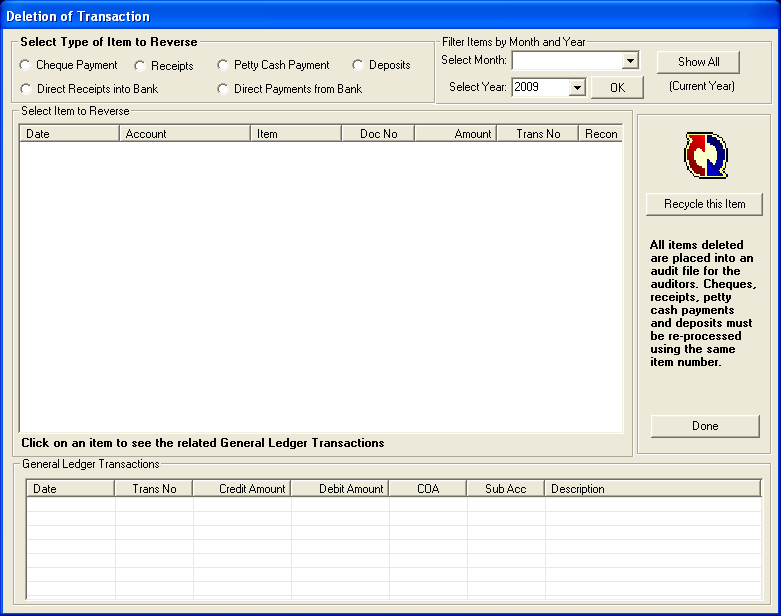 Deletion of Transaction
Select Type of Item to Reverse
Cheque Payment Receipts Petty Cash Payment Deposits
Direct Receipts into Bank Direct Payments from Bank
Filter Items by Month and Year
Select Month: Show All
Select Year: 2009 OK (Current Year)
Select Item to Reverse
Date Account Item Doc No Amount Trans No Recon
Recycle this Item
All items deleted
are placed into an
audit file for the
auditors. Cheques,
receipts, petty
cash payments
and deposits must
be re-processed
using the same
item number.
Done
Click on an item to see the related General Ledger Transactions
General Ledger Transactions
Date Trans No Credit Amount Debit Amount COA Sub Acc Description